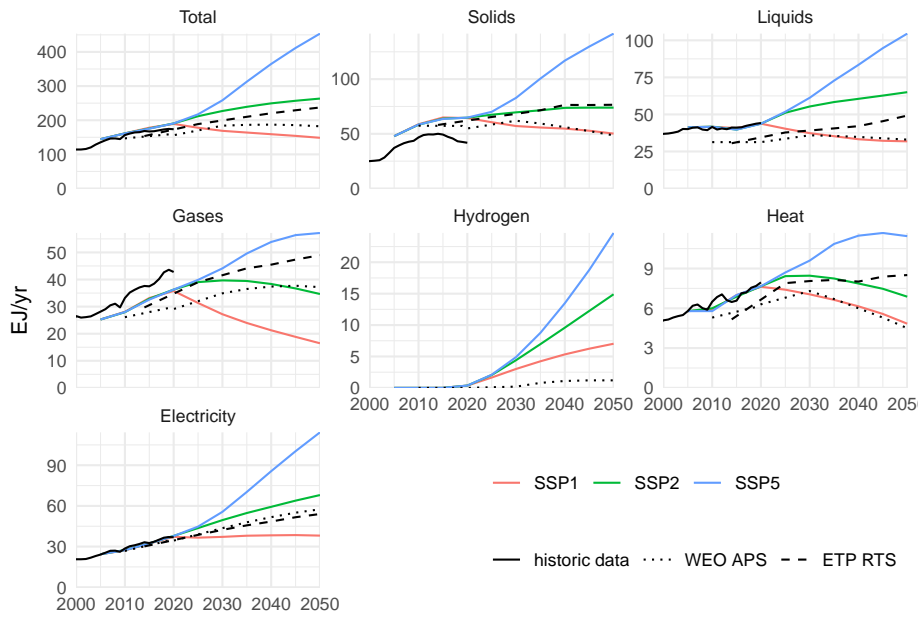 Total Solids Liquids
400 100 100
300 75
200 50 50
100 25
0 0 0
Gases Hydrogen Heat
EJ/yr
50 20 9
40 15
30 10 6
20 5 3
10
0 0 0
2000 2010 2020 2030 2040 2050 2000 2010 2020 2030 2040 205
Electricity
90
60
30
0
2000 2010 2020 2030 2040 2050
SSP1 SSP2 SSP5
historic data WEO APS ETP RTS